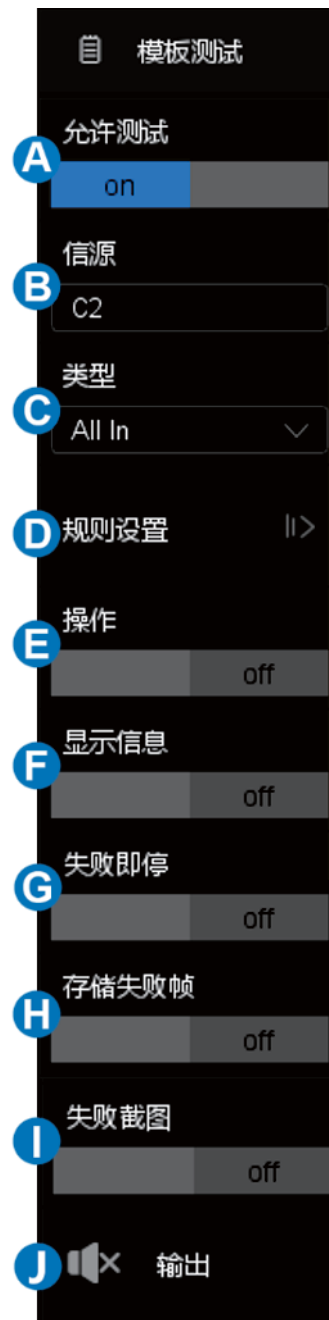 模板测试
A
允许测试
on
B
信源
C2
C
类型
All In
D
规则设置
E
操作
off
F
显示信息
off
G
失败即停
off
H
存储失败帧
off
I
失败截图
off
J
输出